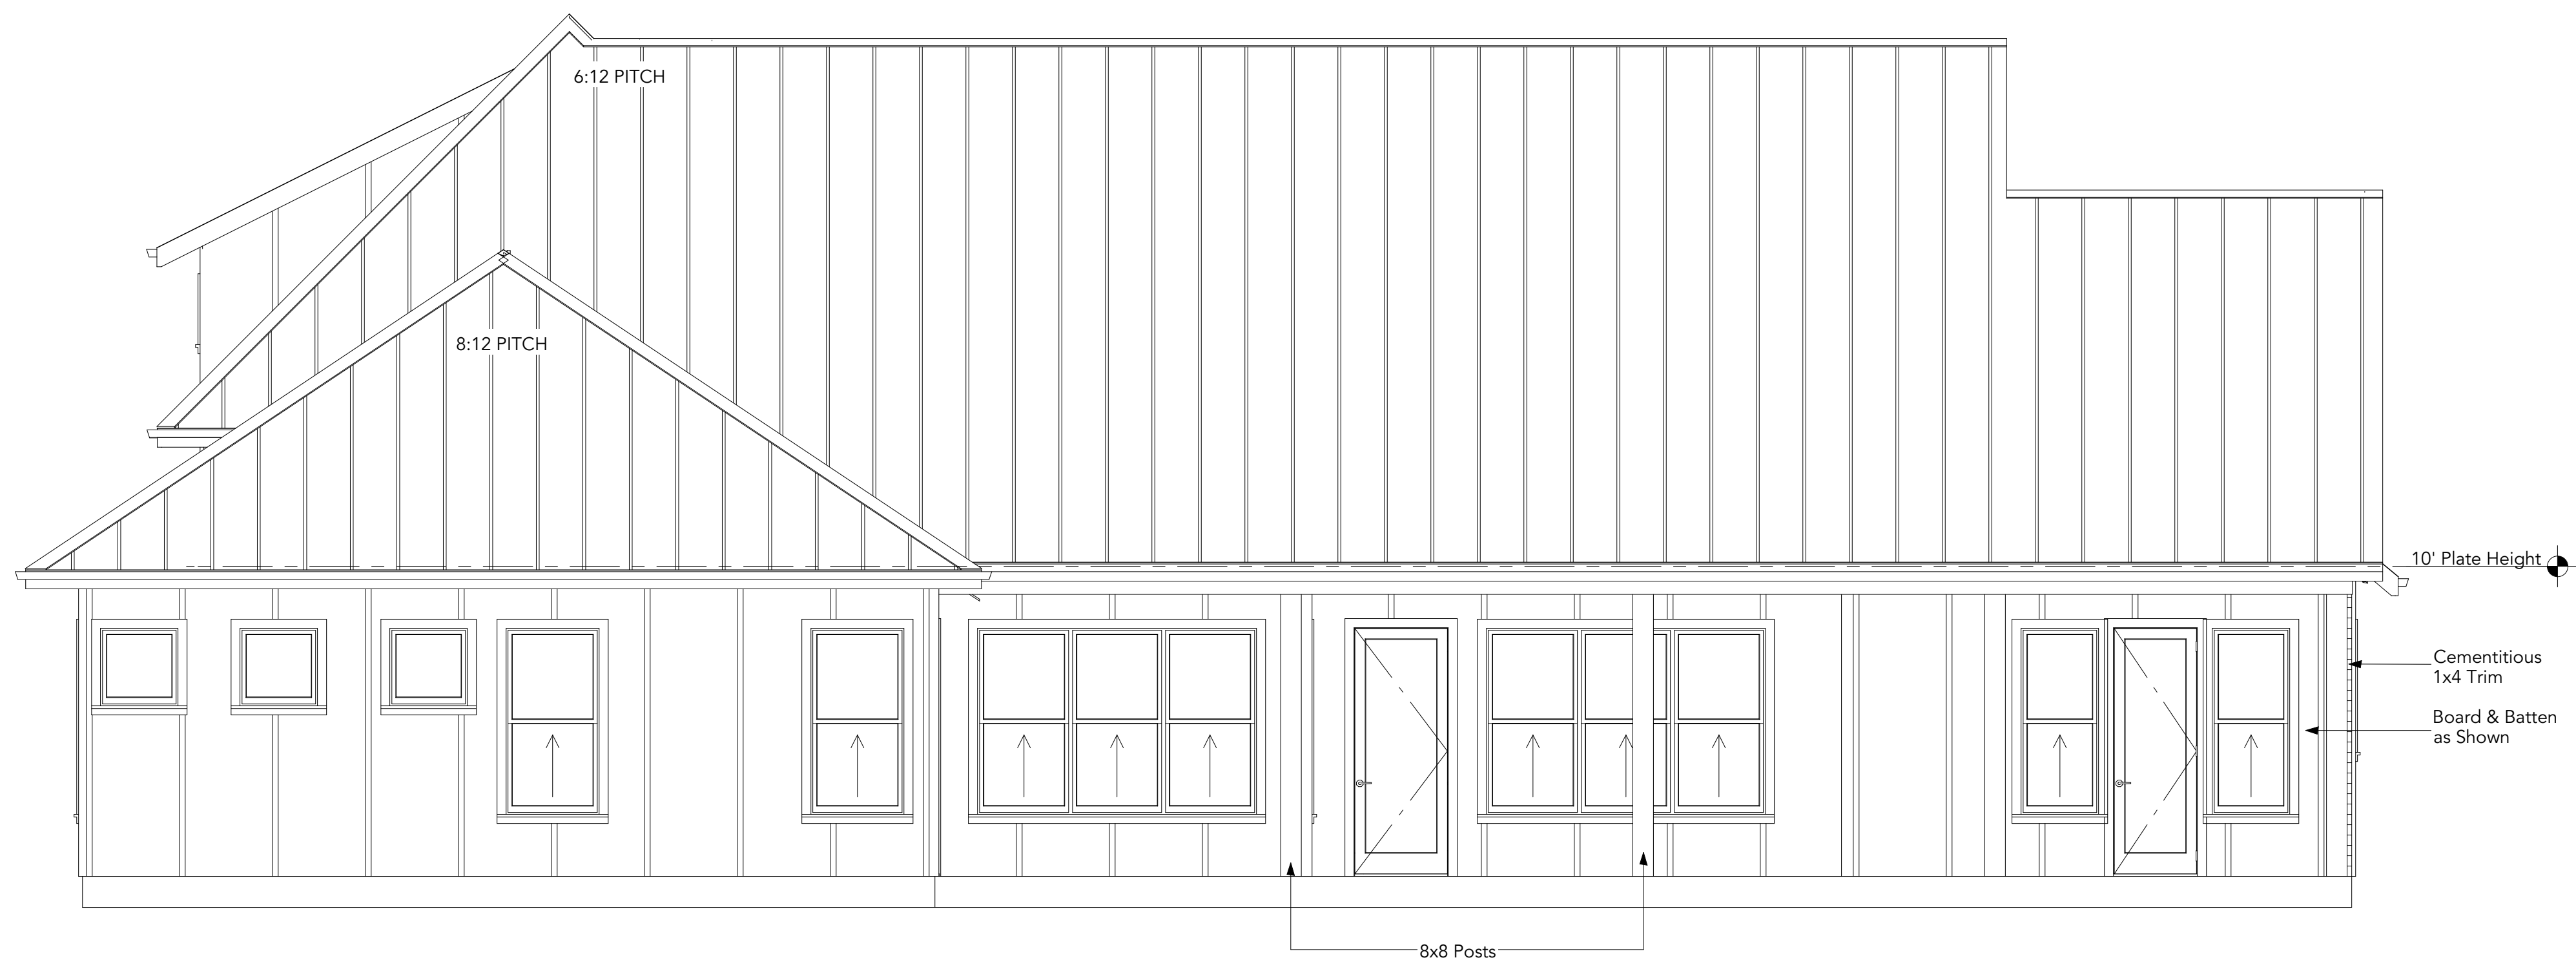 6:12 PITCH
8:12 PITCH
10' Plate Height
Cementitious
1x4 Trim
Board & Batten
as Shown
8x8 Posts